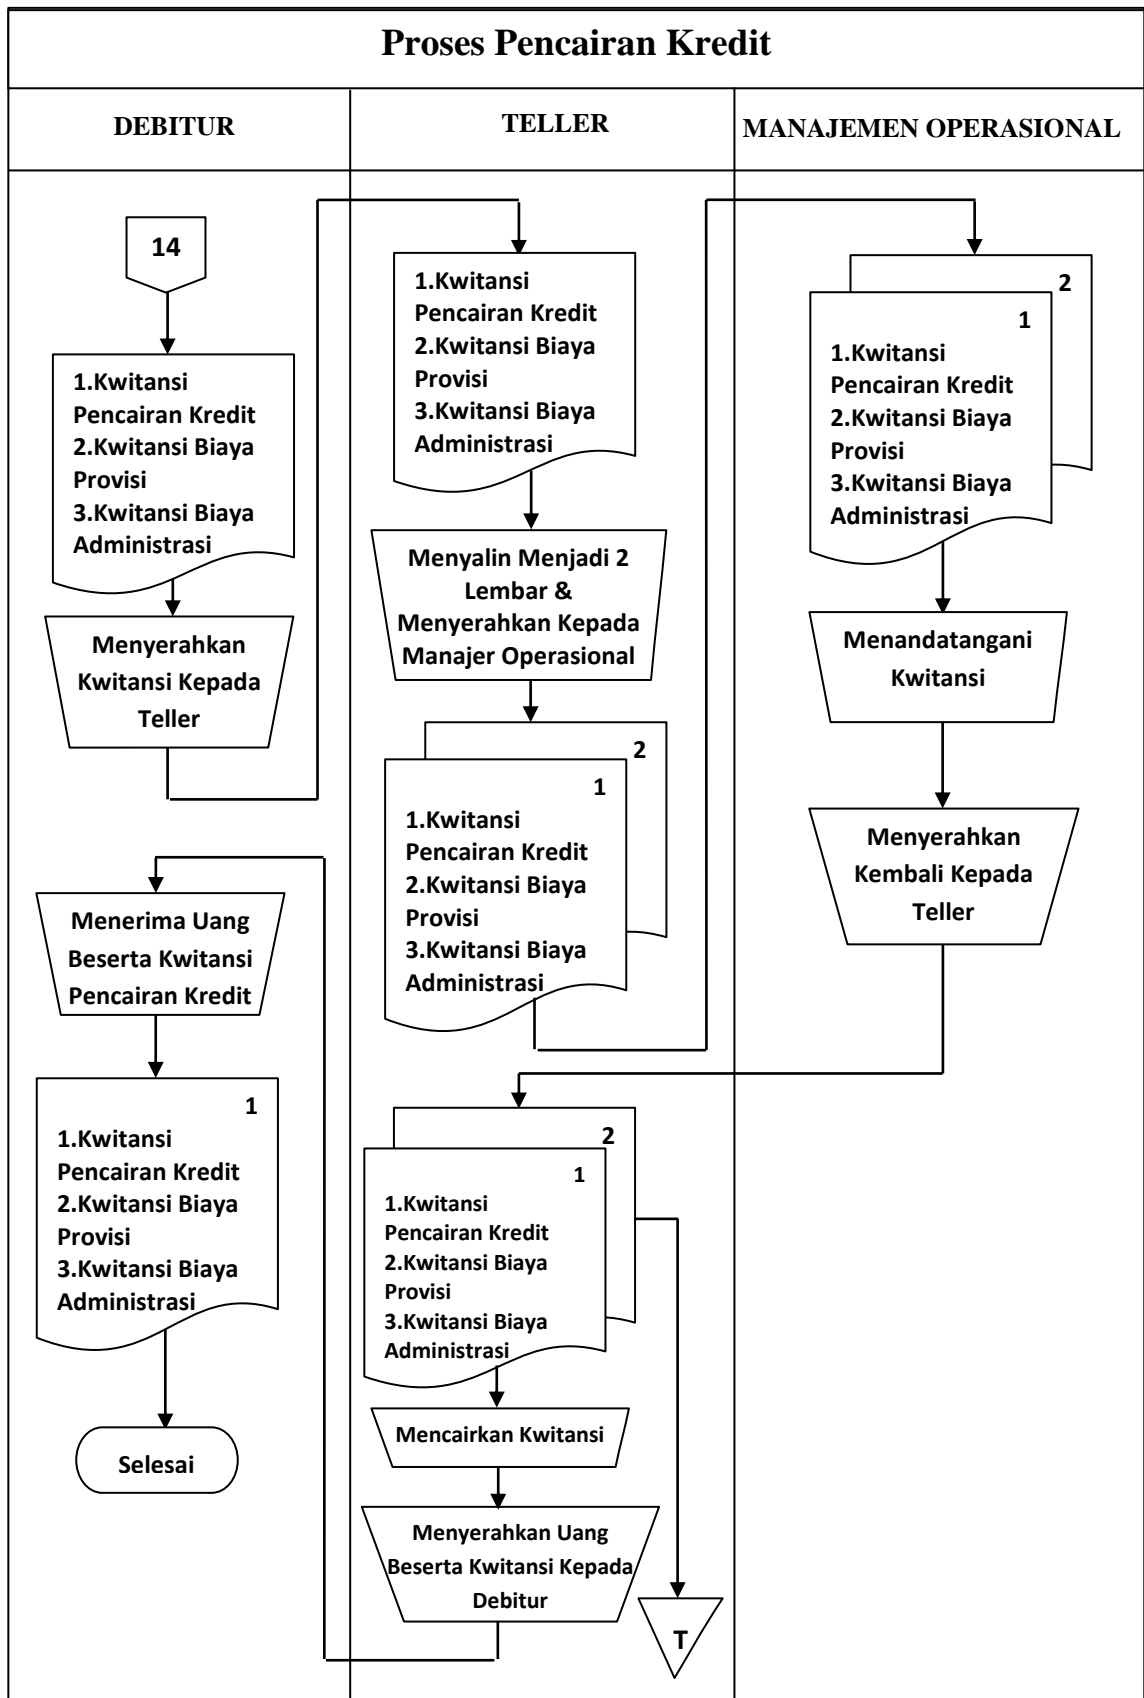 Proses Pencairan Kredit
DEBITUR
TELLER
MANAJEMEN OPERASIONAL
14
1.Kwitansi
Pencairan Kredit
2.Kwitansi Biaya
Provisi
3.Kwitansi Biaya
Administrasi
Menyerahkan
Kwitansi Kepada
Teller
1.Kwitansi
Pencairan Kredit
2.Kwitansi Biaya
Provisi
3.Kwitansi Biaya
Administrasi
Menyalin Menjadi 2
Lembar &
Menyerahkan Kepada
Manajer Operasional
2
1
1.Kwitansi
Pencairan Kredit
2.Kwitansi Biaya
Provisi
3.Kwitansi Biaya
Administrasi
2
1
1.Kwitansi
Pencairan Kredit
2.Kwitansi Biaya
Provisi
3.Kwitansi Biaya
Administrasi
Menandatangani
Kwitansi
Menyerahkan
Kembali Kepada
Teller
2
1
1.Kwitansi
Pencairan Kredit
2.Kwitansi Biaya
Provisi
3.Kwitansi Biaya
Administrasi
Mencairkan Kwitansi
Menyerahkan Uang
Beserta Kwitansi Kepada
Debitur
T
Menerima Uang
Beserta Kwitansi
Pencairan Kredit
1
1.Kwitansi
Pencairan Kredit
2.Kwitansi Biaya
Provisi
3.Kwitansi Biaya
Administrasi
Selesai